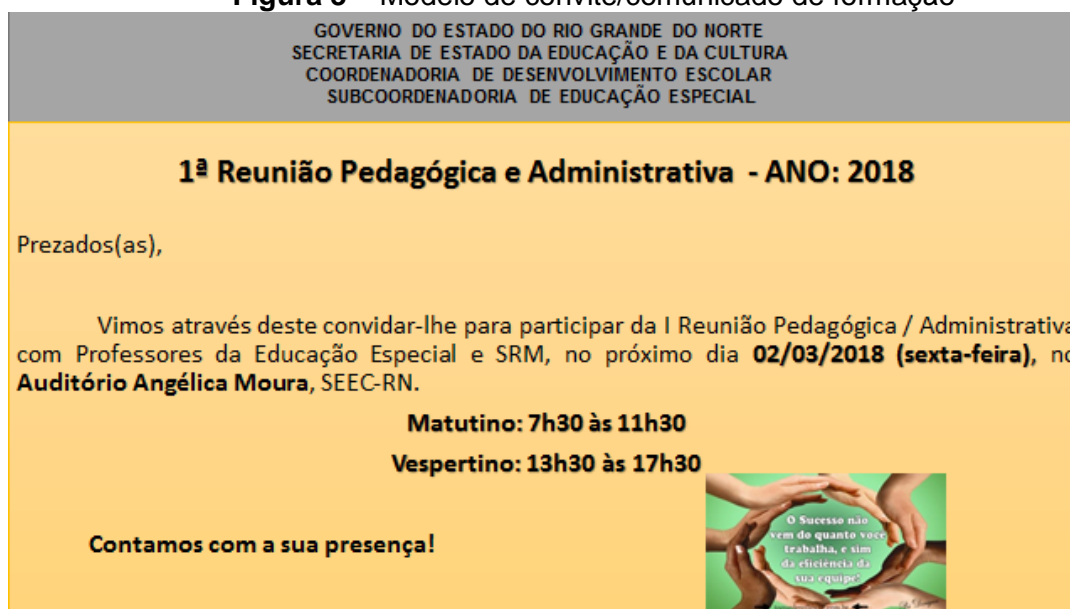 Modelo de convite/comunicado de formação
GOVERNO DO ESTADO DO RIO GRANDE DO NORTE
SECRETARIA DE ESTADO DA EDUCAÇÃO E DA CULTURA
COORDENADORIA DE DESENVOLVIMENTO ESCOLAR
SUBCOORDENADORIA DE EDUCAÇÃO ESPECIAL
1ª Reunião Pedagógica e Administrativa - ANO: 2018
Prezados(as),
Vimos através deste convidar-lhe para participar da I Reunião Pedagógica / Administrativa
com Professores da Educação Especial e SRM, no próximo dia 02/03/2018 (sexta-feira), no
Auditório Angélica Moura, SEEC-RN.
Matutino: 7h30 às 11h30
Vespertino: 13h30 às 17h30
O Sucesso não
vem do quanto você
trabalha, e sim
da eficiência da
sua equipe!
Contamos com a sua presença!